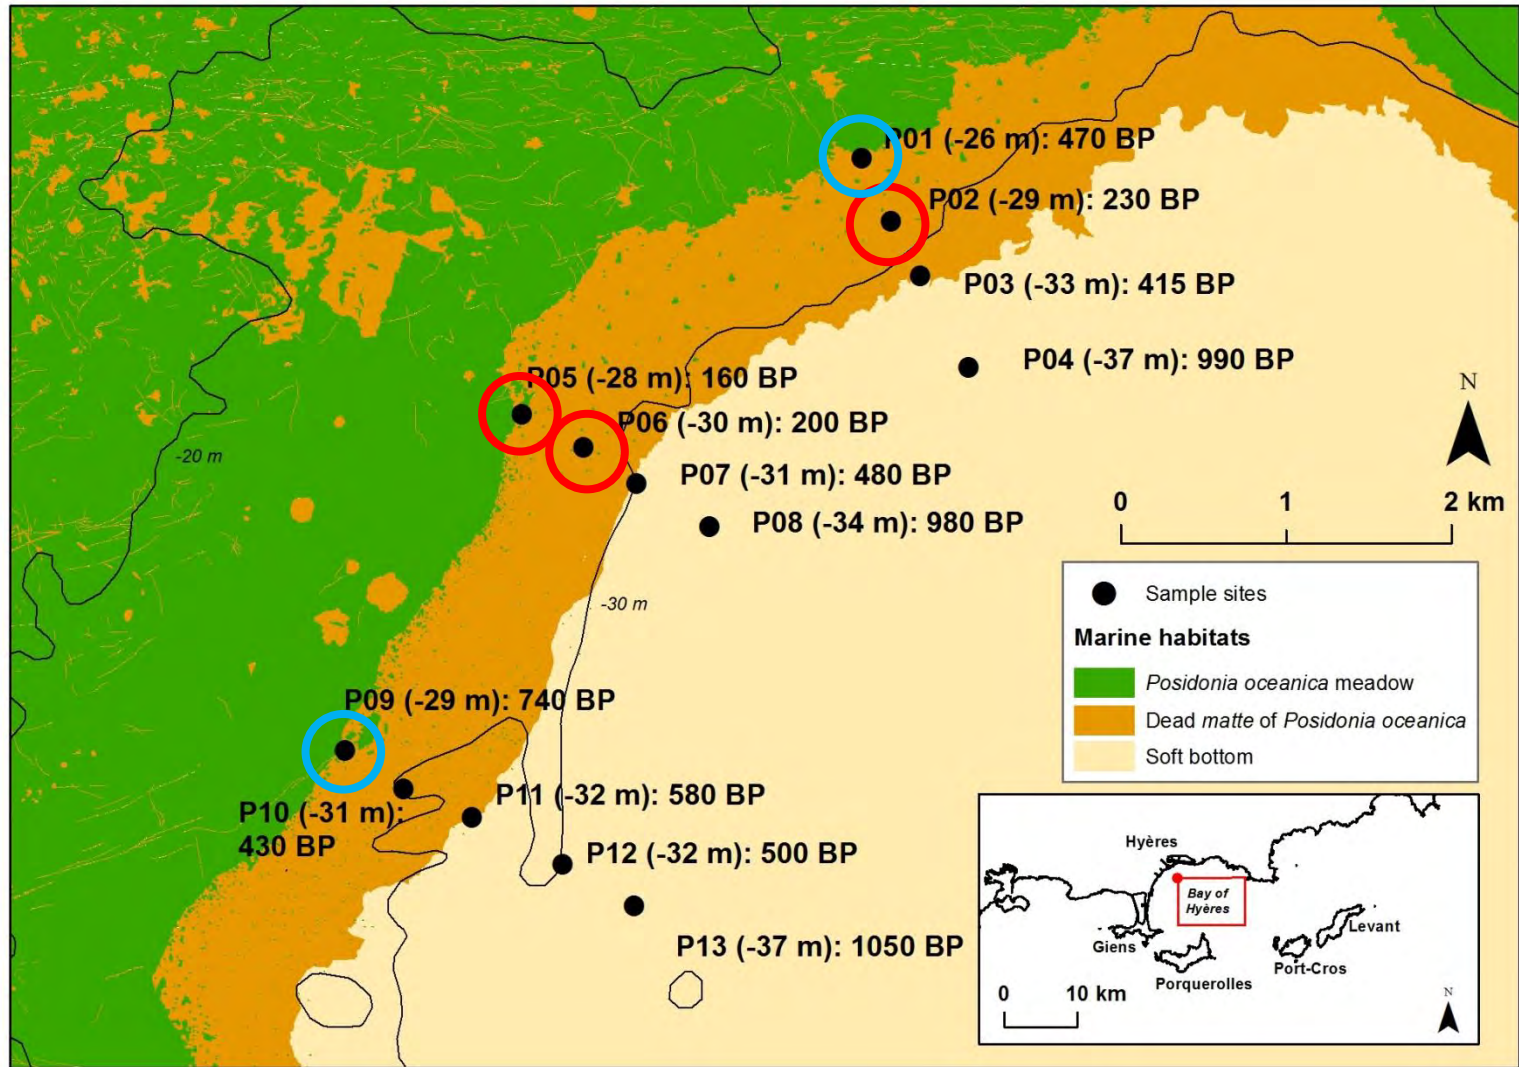 P01 (-26 m): 470 BP
P02 (-29 m): 230 BP
P03 (-33 m): 415 BP
P04 (-37 m): 990 BP
P05 (-28 m): 160 BP
P06 (-30 m): 200 BP
-20 m
P07 (-31 m): 480 BP
P08 (-34 m): 980 BP
-30 m
P09 (-29 m): 740 BP
P10 (-31 m):
430 BP
P11 (-32 m): 580 BP
P12 (-32 m): 500 BP
P13 (-37 m): 1050 BP
N
0 1 2 km
Sample sites
Marine habitats
Posidonia oceanica meadow
Dead matte of Posidonia oceanica
Soft bottom
Hyères
Bay of
Hyères
Giens
Levant
Port-Cros
Porquerolles
0 10 km
N